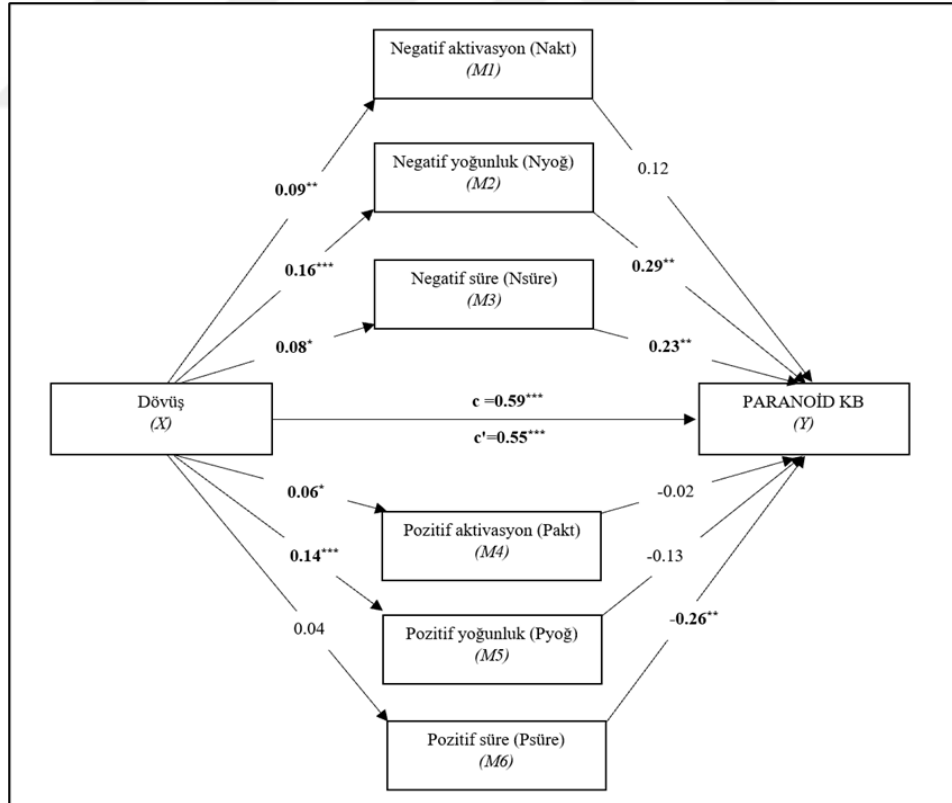 Negatif aktivasyon (Nakt)
(M1)
Negatif yoğunluk (Nyoğ)
(M2)
0.12
0.09**
Negatif süre (Nsüre)
(M3)
0.16***
0.29**
0.08*
0.23**
Dövüş
(X)
c =0.59***
c'=0.55***
PARANOİD KB
(Y)
0.06*
-0.02
Pozitif aktivasyon (Pakt)
(M4)
0.14***
-0.13
Pozitif yoğunluk (Pyoğ)
(M5)
0.04
-0.26**
Pozitif süre (Psüre)
(M6)